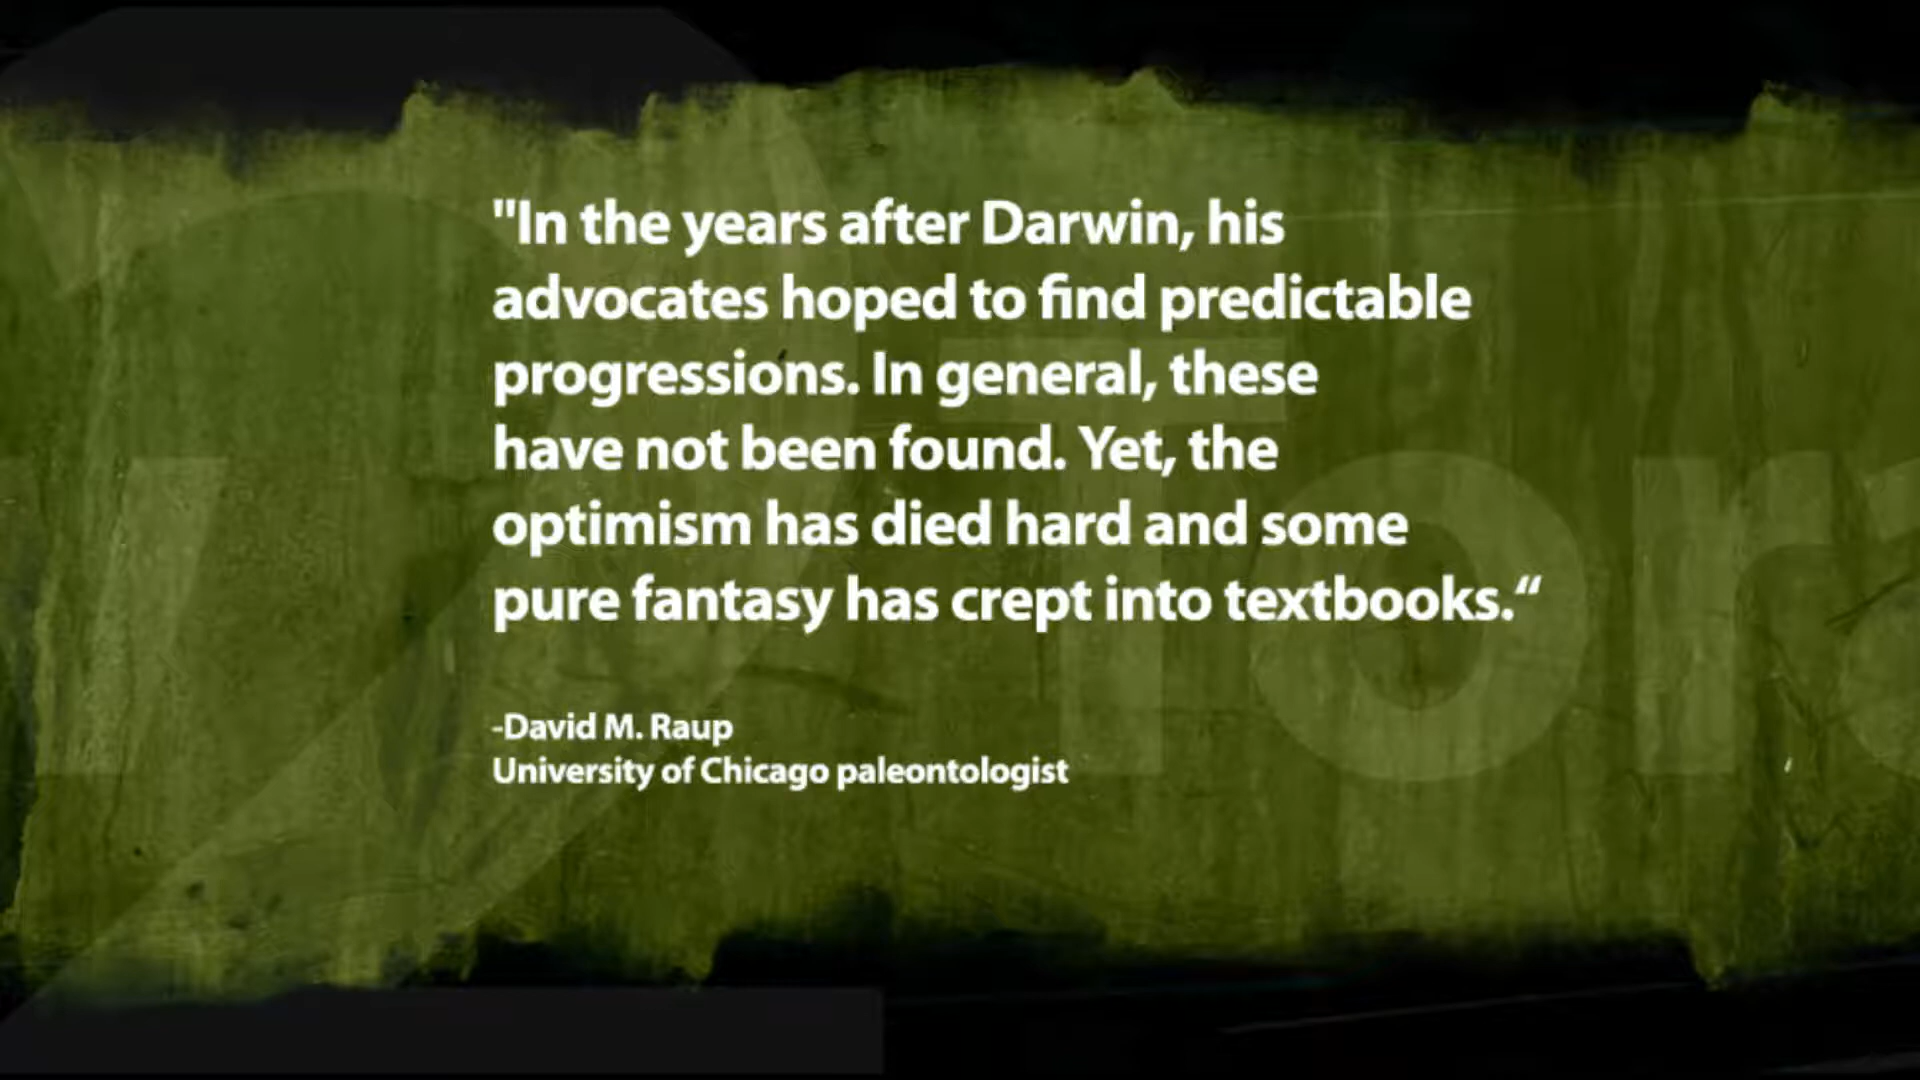 "In the years after Darwin, his
advocates hoped to find predictable
progressions. In general, these
have not been found. Yet, the
optimism has died hard and some
pure fantasy has crept into textbooks.“
-David M. Raup
University of Chicago paleontologist